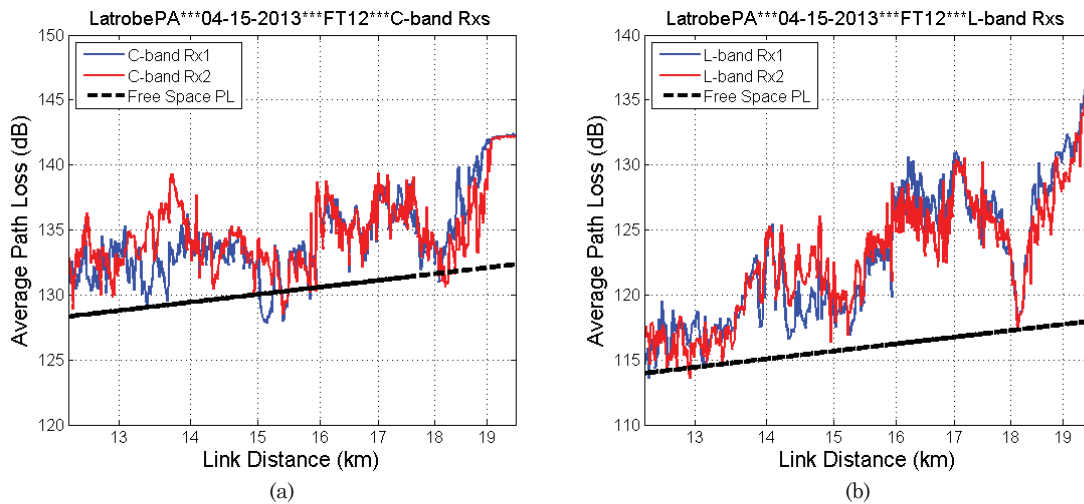 LatrobePA***04-15-2013***FT12***C-band Rxs
150
145
140
135
130
125
120
Average Path Loss (dB)
C-band Rx1
C-band Rx2
Free Space PL
13 14 15 16 17 18 19
Link Distance (km)
(a)
LatrobePA***04-15-2013***FT12***L-band Rxs
140
135
130
125
120
115
110
Average Path Loss (dB)
L-band Rx1
L-band Rx2
Free Space PL
13 14 15 16 17 18 19
Link Distance (km)
(b)